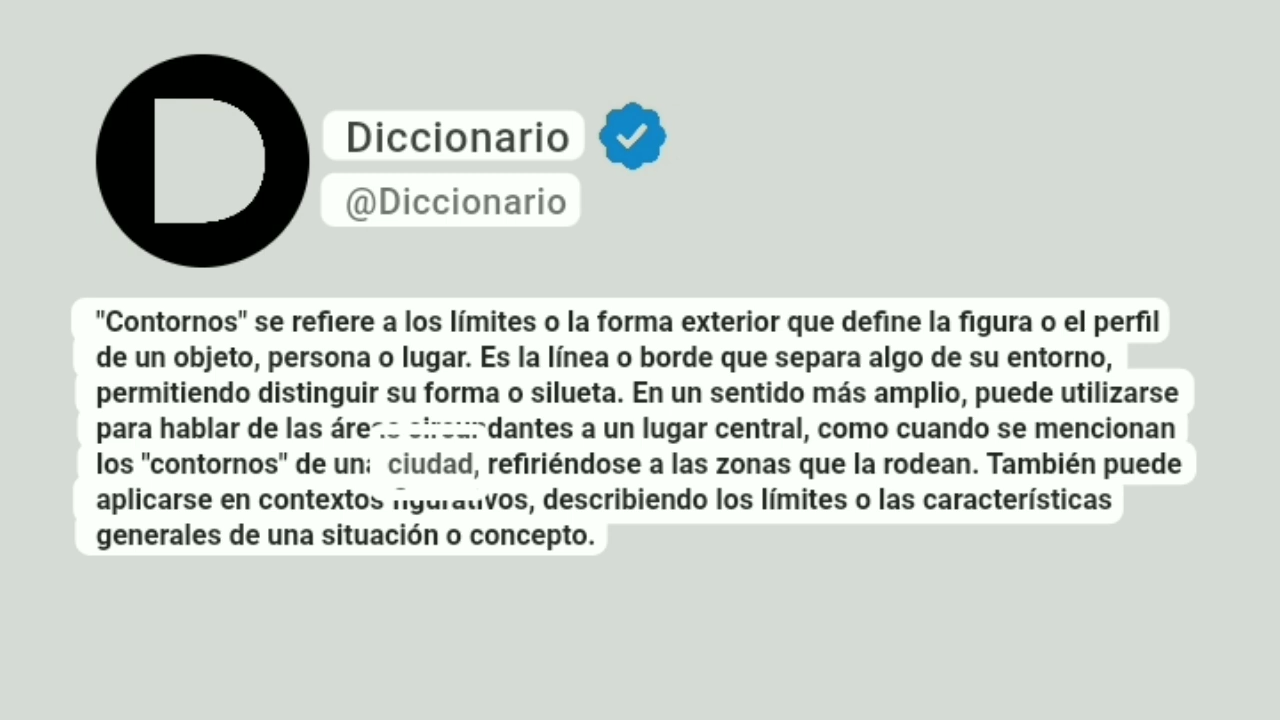 D
Diccionario
@Diccionario
"Contornos" se refiere a los límites o la forma exterior que define la figura o el perfil
de un objeto, persona o lugar. Es la línea o borde que separa algo de su entorno,
permitiendo distinguir su forma o silueta. En un sentido más amplio, puede utilizarse
para hablar de las áreas circundantes a un lugar central, como cuando se mencionan
los "contornos" de una ciudad, refiriéndose a las zonas que la rodean. También puede
aplicarse en contextos figurativos, describiendo los límites o las características
generales de una situación o concepto.